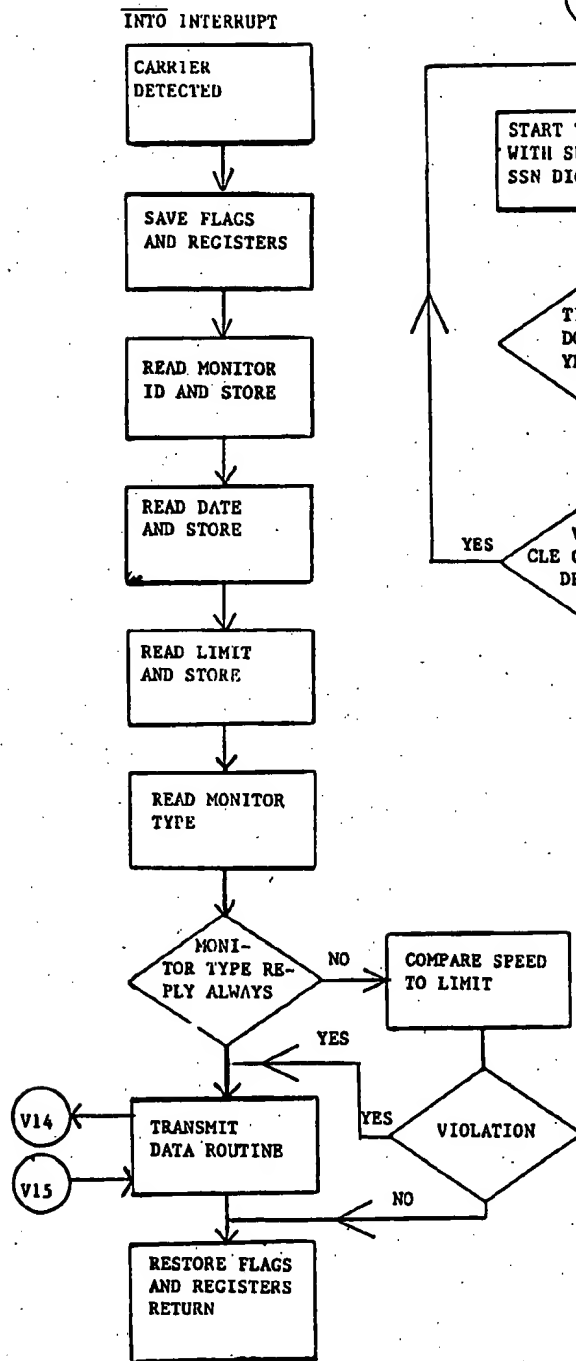 INTO INTERRUPT
CARRIER
DETECTED
SAVE FLAGS
AND REGISTERS
READ MONITOR
ID AND STORE
READ DATE
AND STORE
READ LIMIT
AND STORE
READ MONITOR
TYPE
MONI-
TOR TYPE RE-
PLY ALWAYS
NO
COMPARE SPEED
TO LIMIT
YES
VIOLATION
YES
NO
V14
V15
TRANSMIT
DATA ROUTINE
RESTORE FLAGS
AND REGISTERS
RETURN
START
WITH
SSN
YES
CLE